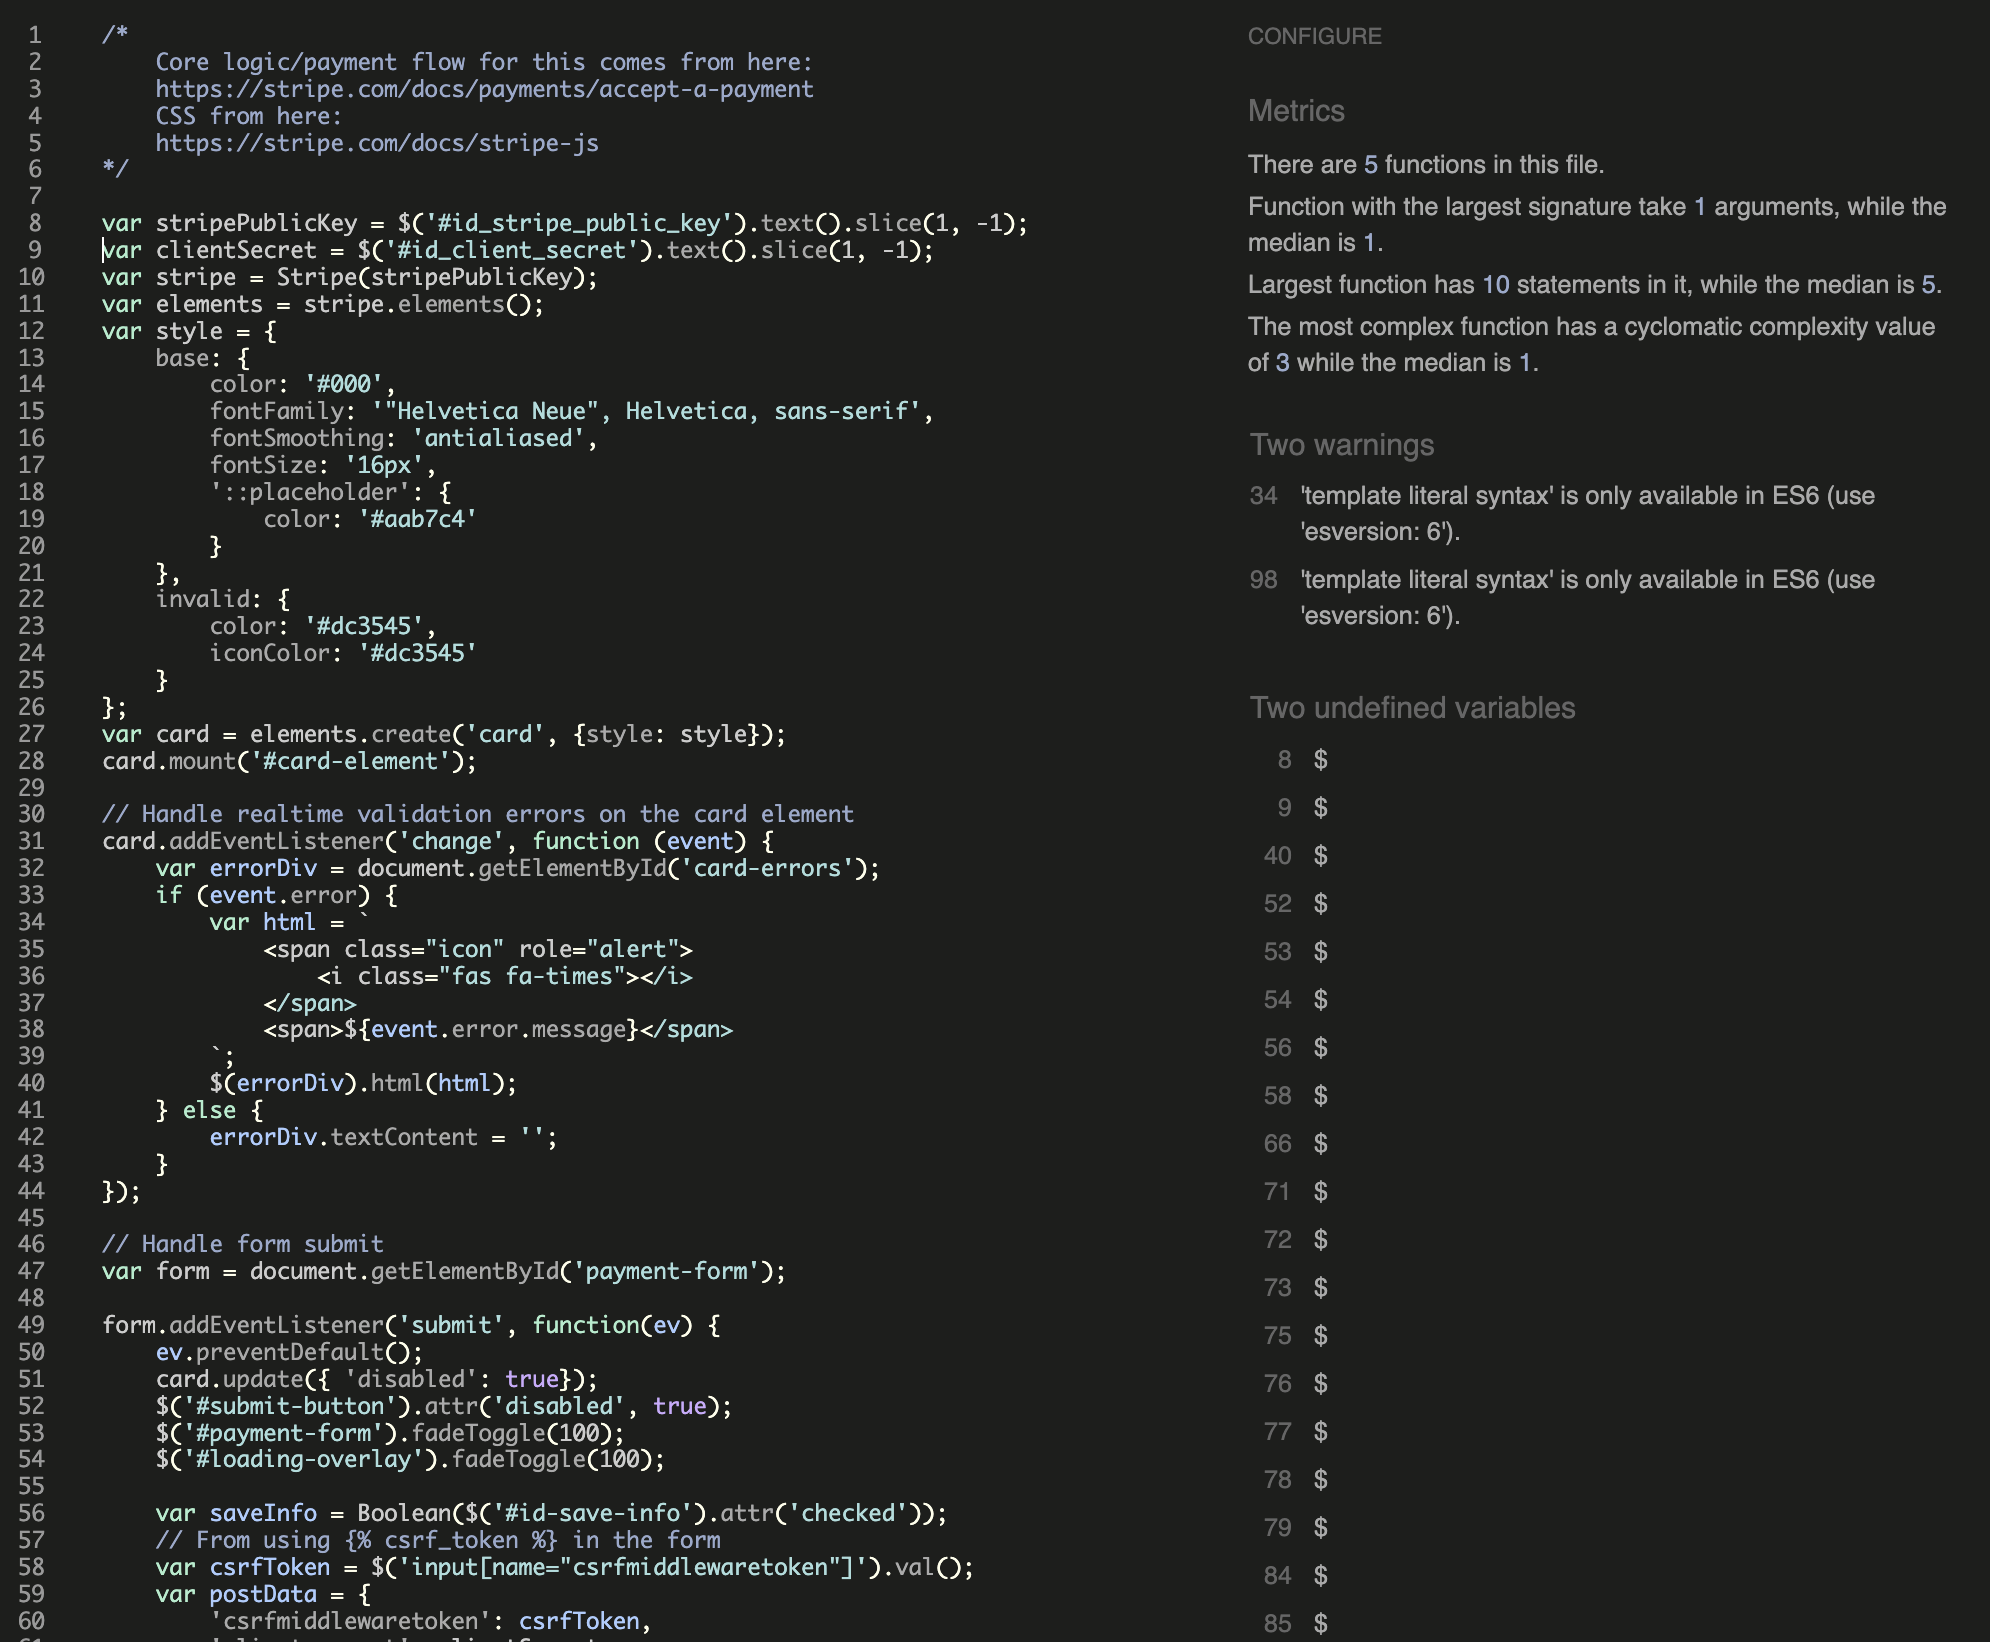 1 /*
2 Core logic/payment flow for this comes from here:
3 https://stripe.com/docs/payments/accept-a-payment
4 CSS from here:
5 https://stripe.com/docs/stripe-js
6 */
7
8 var stripePublicKey = $('#id_stripe_public_key').text().slice(1, -1);
9 var clientSecret = $('#id_client_secret').text().slice(1, -1);
10 var stripe = Stripe(stripePublicKey);
11 var elements = stripe.elements();
12 var style = {
13 base: {
14 color: '#000',
15 fontFamily: '"Helvetica Neue", Helvetica, sans-serif',
16 fontSmoothing: 'antialiased',
17 fontSize: '16px',
18 '::placeholder': {
19 color: '#aab7c4'
20 }
21 },
22 invalid: {
23 color: '#dc3545',
24 iconColor: '#dc3545'
25 }
26 };
27 var card = elements.create('card', {style: style});
28 card.mount('#card-element');
29
30 // Handle realtime validation errors on the card element
31 card.addEventListener('change', function (event) {
32 var errorDiv = document.getElementById('card-errors');
33 if (event.error) {
34 var html = `
35 <span class="icon" role="alert">
36 <i class="fas fa-times"></i>
37 </span>
38 <span>${event.error.message}</span>
39 `;
40 $(errorDiv).html(html);
41 } else {
42 errorDiv.textContent = '';
43 }
44 });
45
46 // Handle form submit
47 var form = document.getElementById('payment-form');
48
49 form.addEventListener('submit', function(ev) {
50 ev.preventDefault();
51 card.update({ 'disabled': true});
52 $('#submit-button').attr('disabled', true);
53 $('#payment-form').fadeToggle(100);
54 $('#loading-overlay').fadeToggle(100);
55
56 var saveInfo = Boolean($('#id-save-info').attr('checked'));
57 // From using {% csrf_token %} in the form
58 var csrfToken = $('input[name="csrfmiddlewaretoken"]').val();
59 var postData = {
60 'csrfmiddlewaretoken': csrfToken,
CONFIGURE
Metrics
There are 5 functions in this file.
Function with the largest signature take 1 arguments, while the
median is 1.
Largest function has 10 statements in it, while the median is 5.
The most complex function has a cyclomatic complexity value
of 3 while the median is 1.
Two warnings
34 'template literal syntax' is only available in ES6 (use
'esversion: 6').
98 'template literal syntax' is only available in ES6 (use
'esversion: 6').
Two undefined variables
8 $
9 $
40 $
52 $
53 $
54 $
56 $
58 $
66 $
71 $
72 $
73 $
75 $
76 $
77 $
78 $
79 $
84 $
85 $